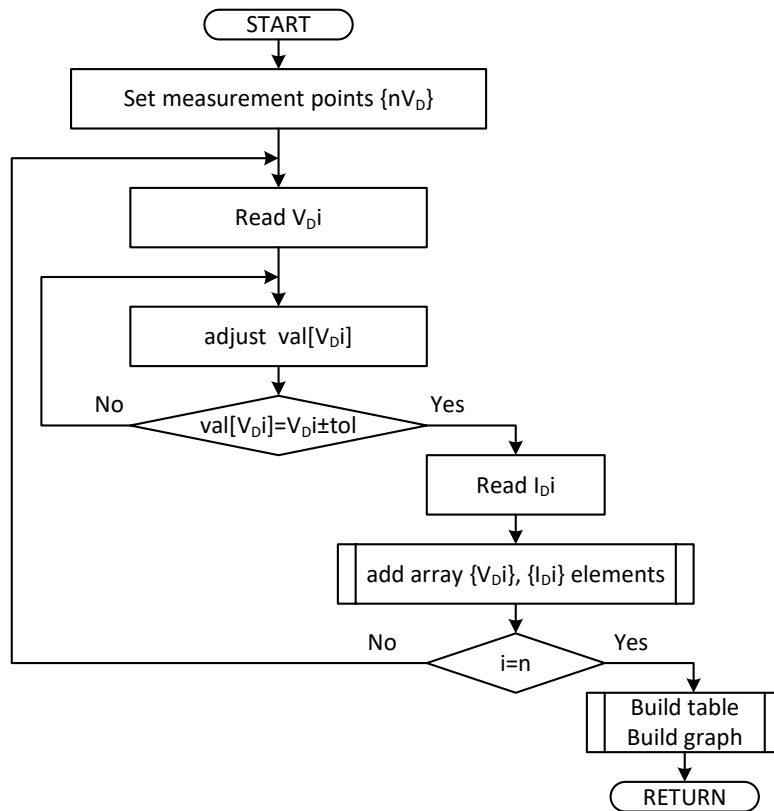 START
Set measurement points {nV_D}
Read V_Di
adjust val[V_Di]
No
Yes
val[V_Di]=V_Di±tol
Read I_Di
add array {V_Di}, {I_Di} elements
No
Yes
i=n
Build table
Build graph
RETURN